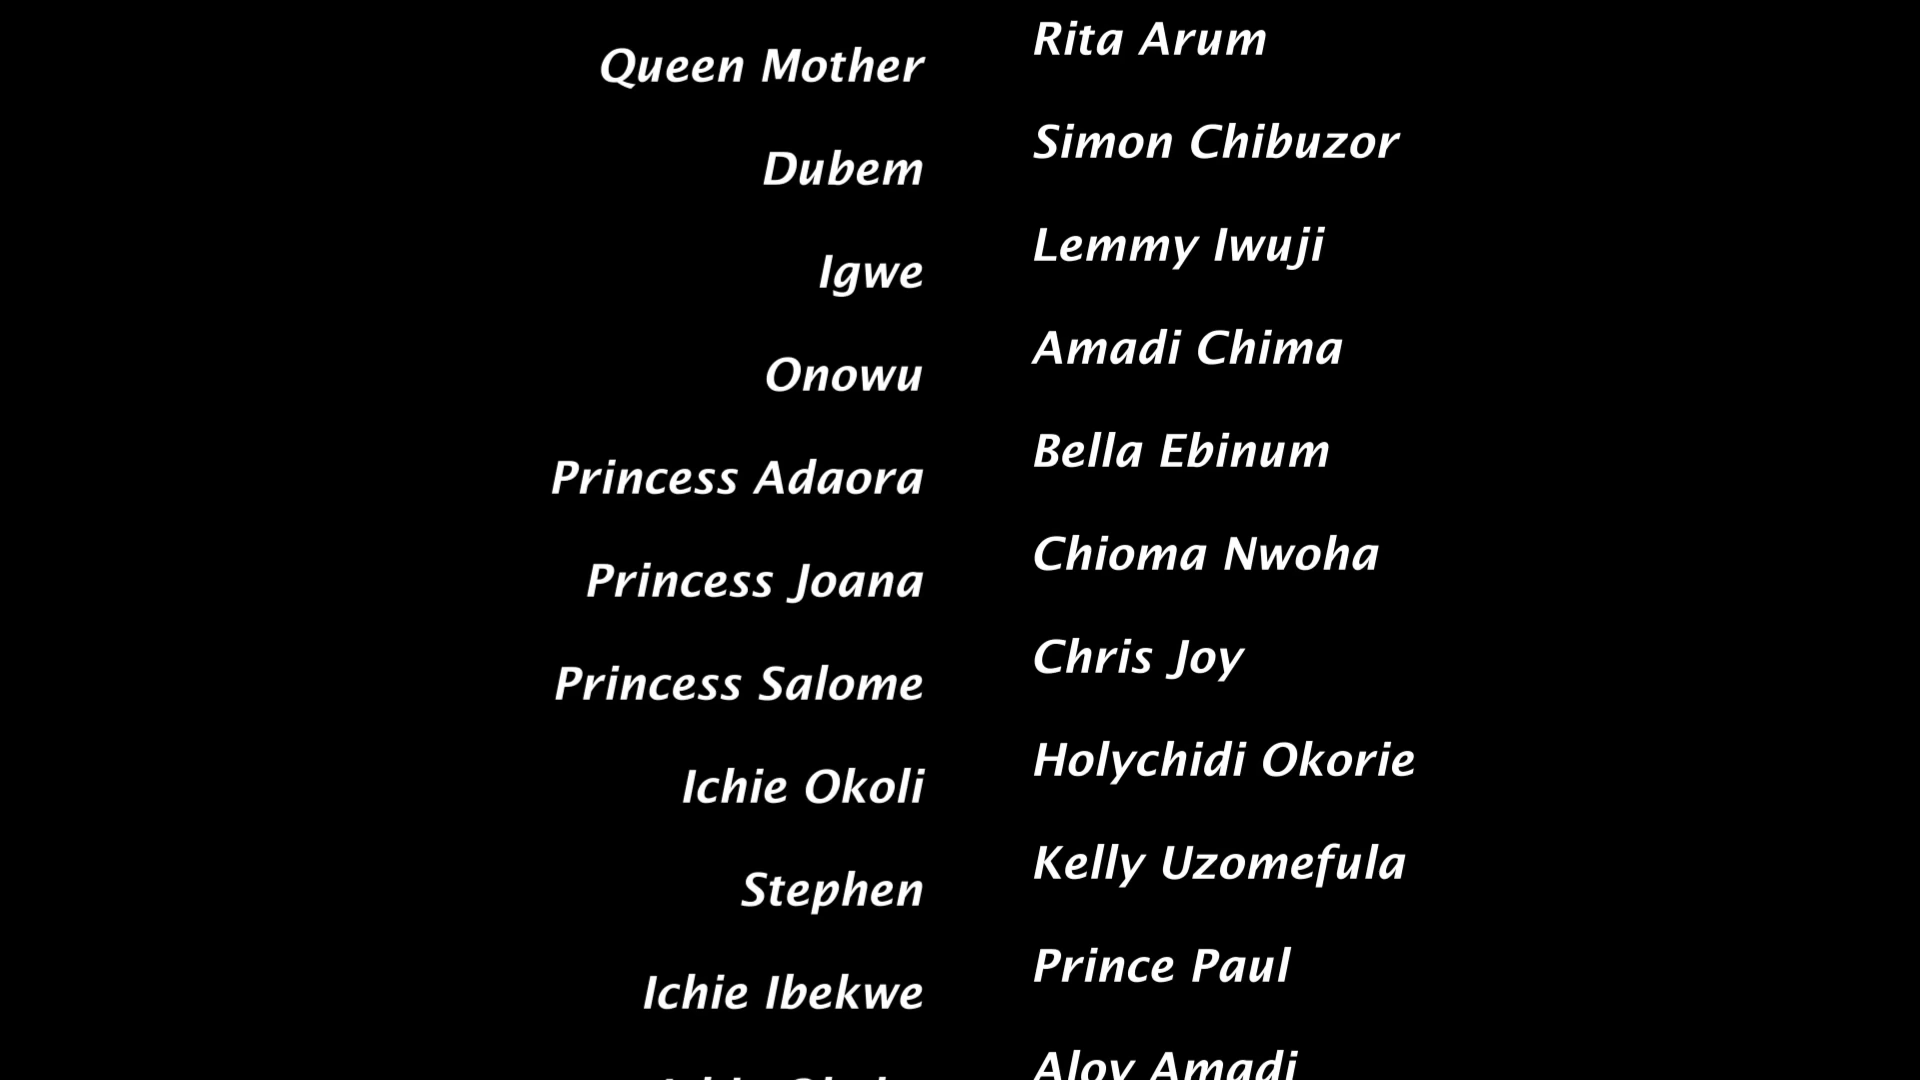 Rita Arum
Queen Mother
Simon Chibuzor
Dubem
Lemmy Iwuji
Igwe
Amadi Chima
Onowu
Bella Ebinum
Princess Adaora
Chioma Nwoha
Princess Joana
Chris Joy
Princess Salome
Holychidi Okorie
Ichie Okoli
Kelly Uzomefula
Stephen
Prince Paul
Ichie Ibekwe
Aloy Amadi